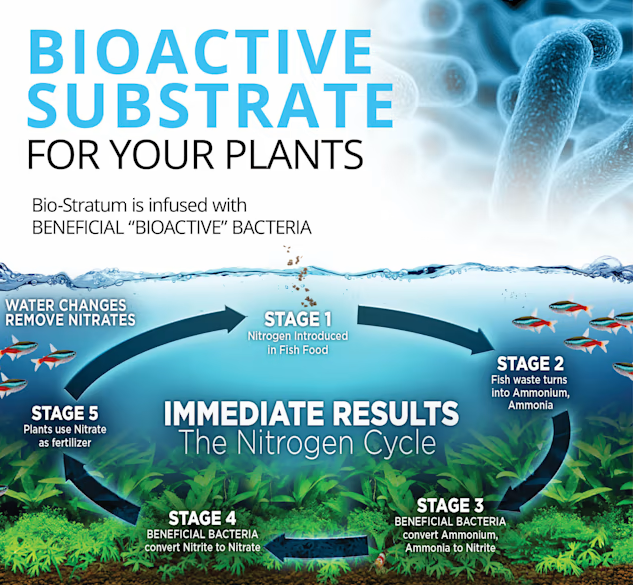 BIOACTIVE
SUBSTRATE
FOR YOUR PLANTS
Bio-Stratum is infused with
BENEFICIAL “BIOACTIVE” BACTERIA
WATER CHANGES
REMOVE NITRATES
STAGE 1
Nitrogen Introduced
in Fish Food
STAGE 2
Fish waste turns
into Ammonium,
Ammonia
IMMEDIATE RESULTS
The Nitrogen Cycle
STAGE 3
BENEFICIAL BACTERIA
convert Ammonium,
Ammonia to Nitrite
STAGE 4
BENEFICIAL BACTERIA
convert Nitrite to Nitrate
STAGE 5
Plants use Nitrate
as fertilizer